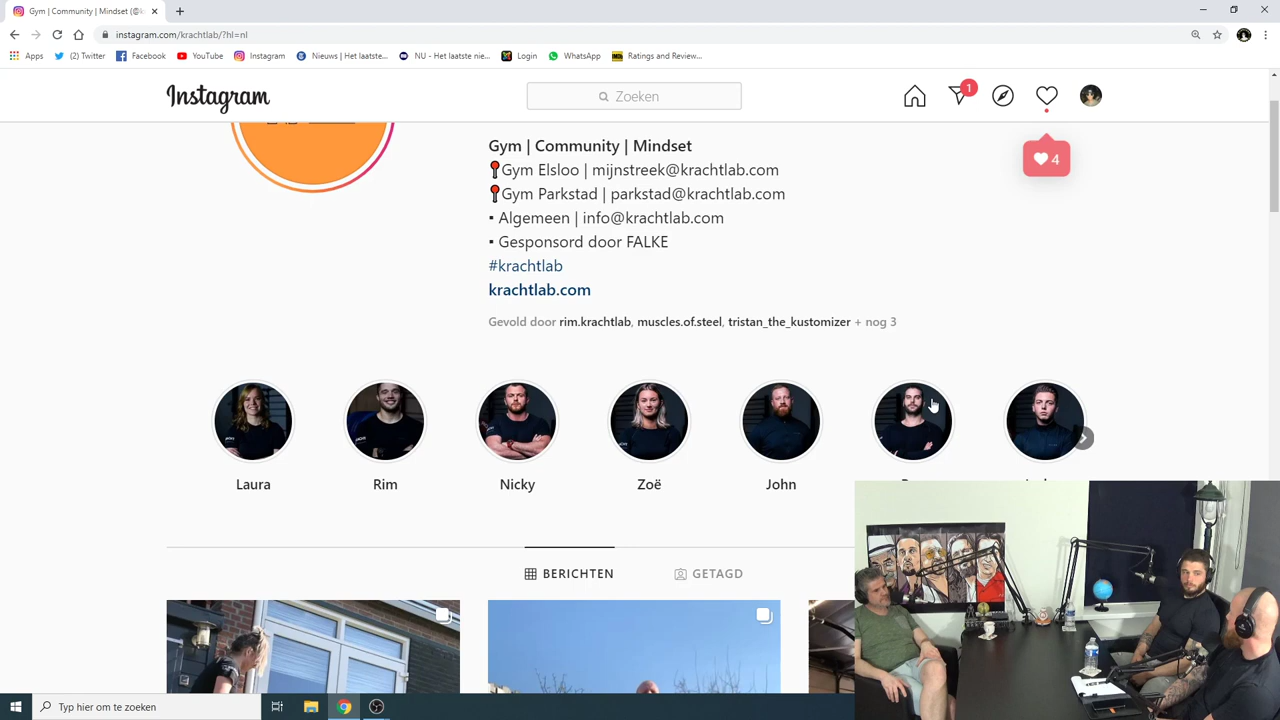 Gym | Community | Mindset (@k
instagram.com/krachtlab/?hl=nl
Apps
(2) Twitter
Facebook
YouTube
Instagram
Nieuws | Het laatste...
NU - Het laatste nie...
Login
WhatsApp
Ratings and Review...
Instagram
Zoeken
1
4
Gym | Community | Mindset
Gym Elsloo | mijnstreek@krachtlab.com
Gym Parkstad | parkstad@krachtlab.com
▪ Algemeen | info@krachtlab.com
▪ Gesponsord door FALKE
#krachtlab
krachtlab.com
Gevold door rim.krachtlab, muscles.of.steel, tristan_the_kustomizer + nog 3
Laura
Rim
Nicky
Zoë
John
BERICHTEN
GETAGD
Typ hier om te zoeken